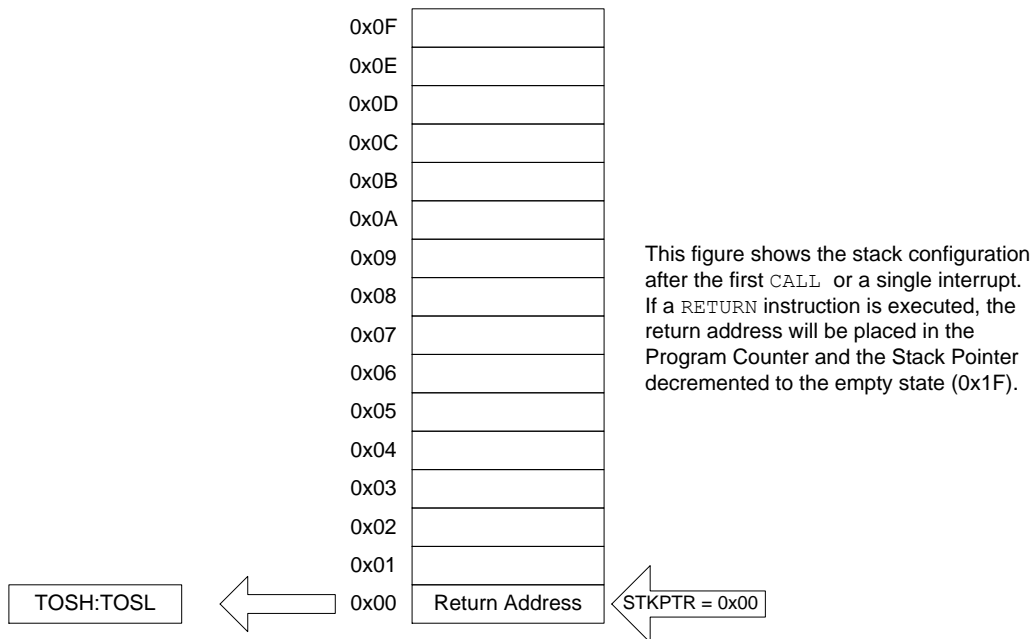 0x0F
0x0E
0x0D
0x0C
0x0B
0x0A
0x09
0x08
0x07
0x06
0x05
0x04
0x03
0x02
0x01
This figure shows the stack configuration
after the first CALL or a single interrupt.
If a RETURN instruction is executed, the
return address will be placed in the
Program Counter and the Stack Pointer
decremented to the empty state (0x1F).
TOSH:TOSL 0x00 Return Address STKPTR = 0x00